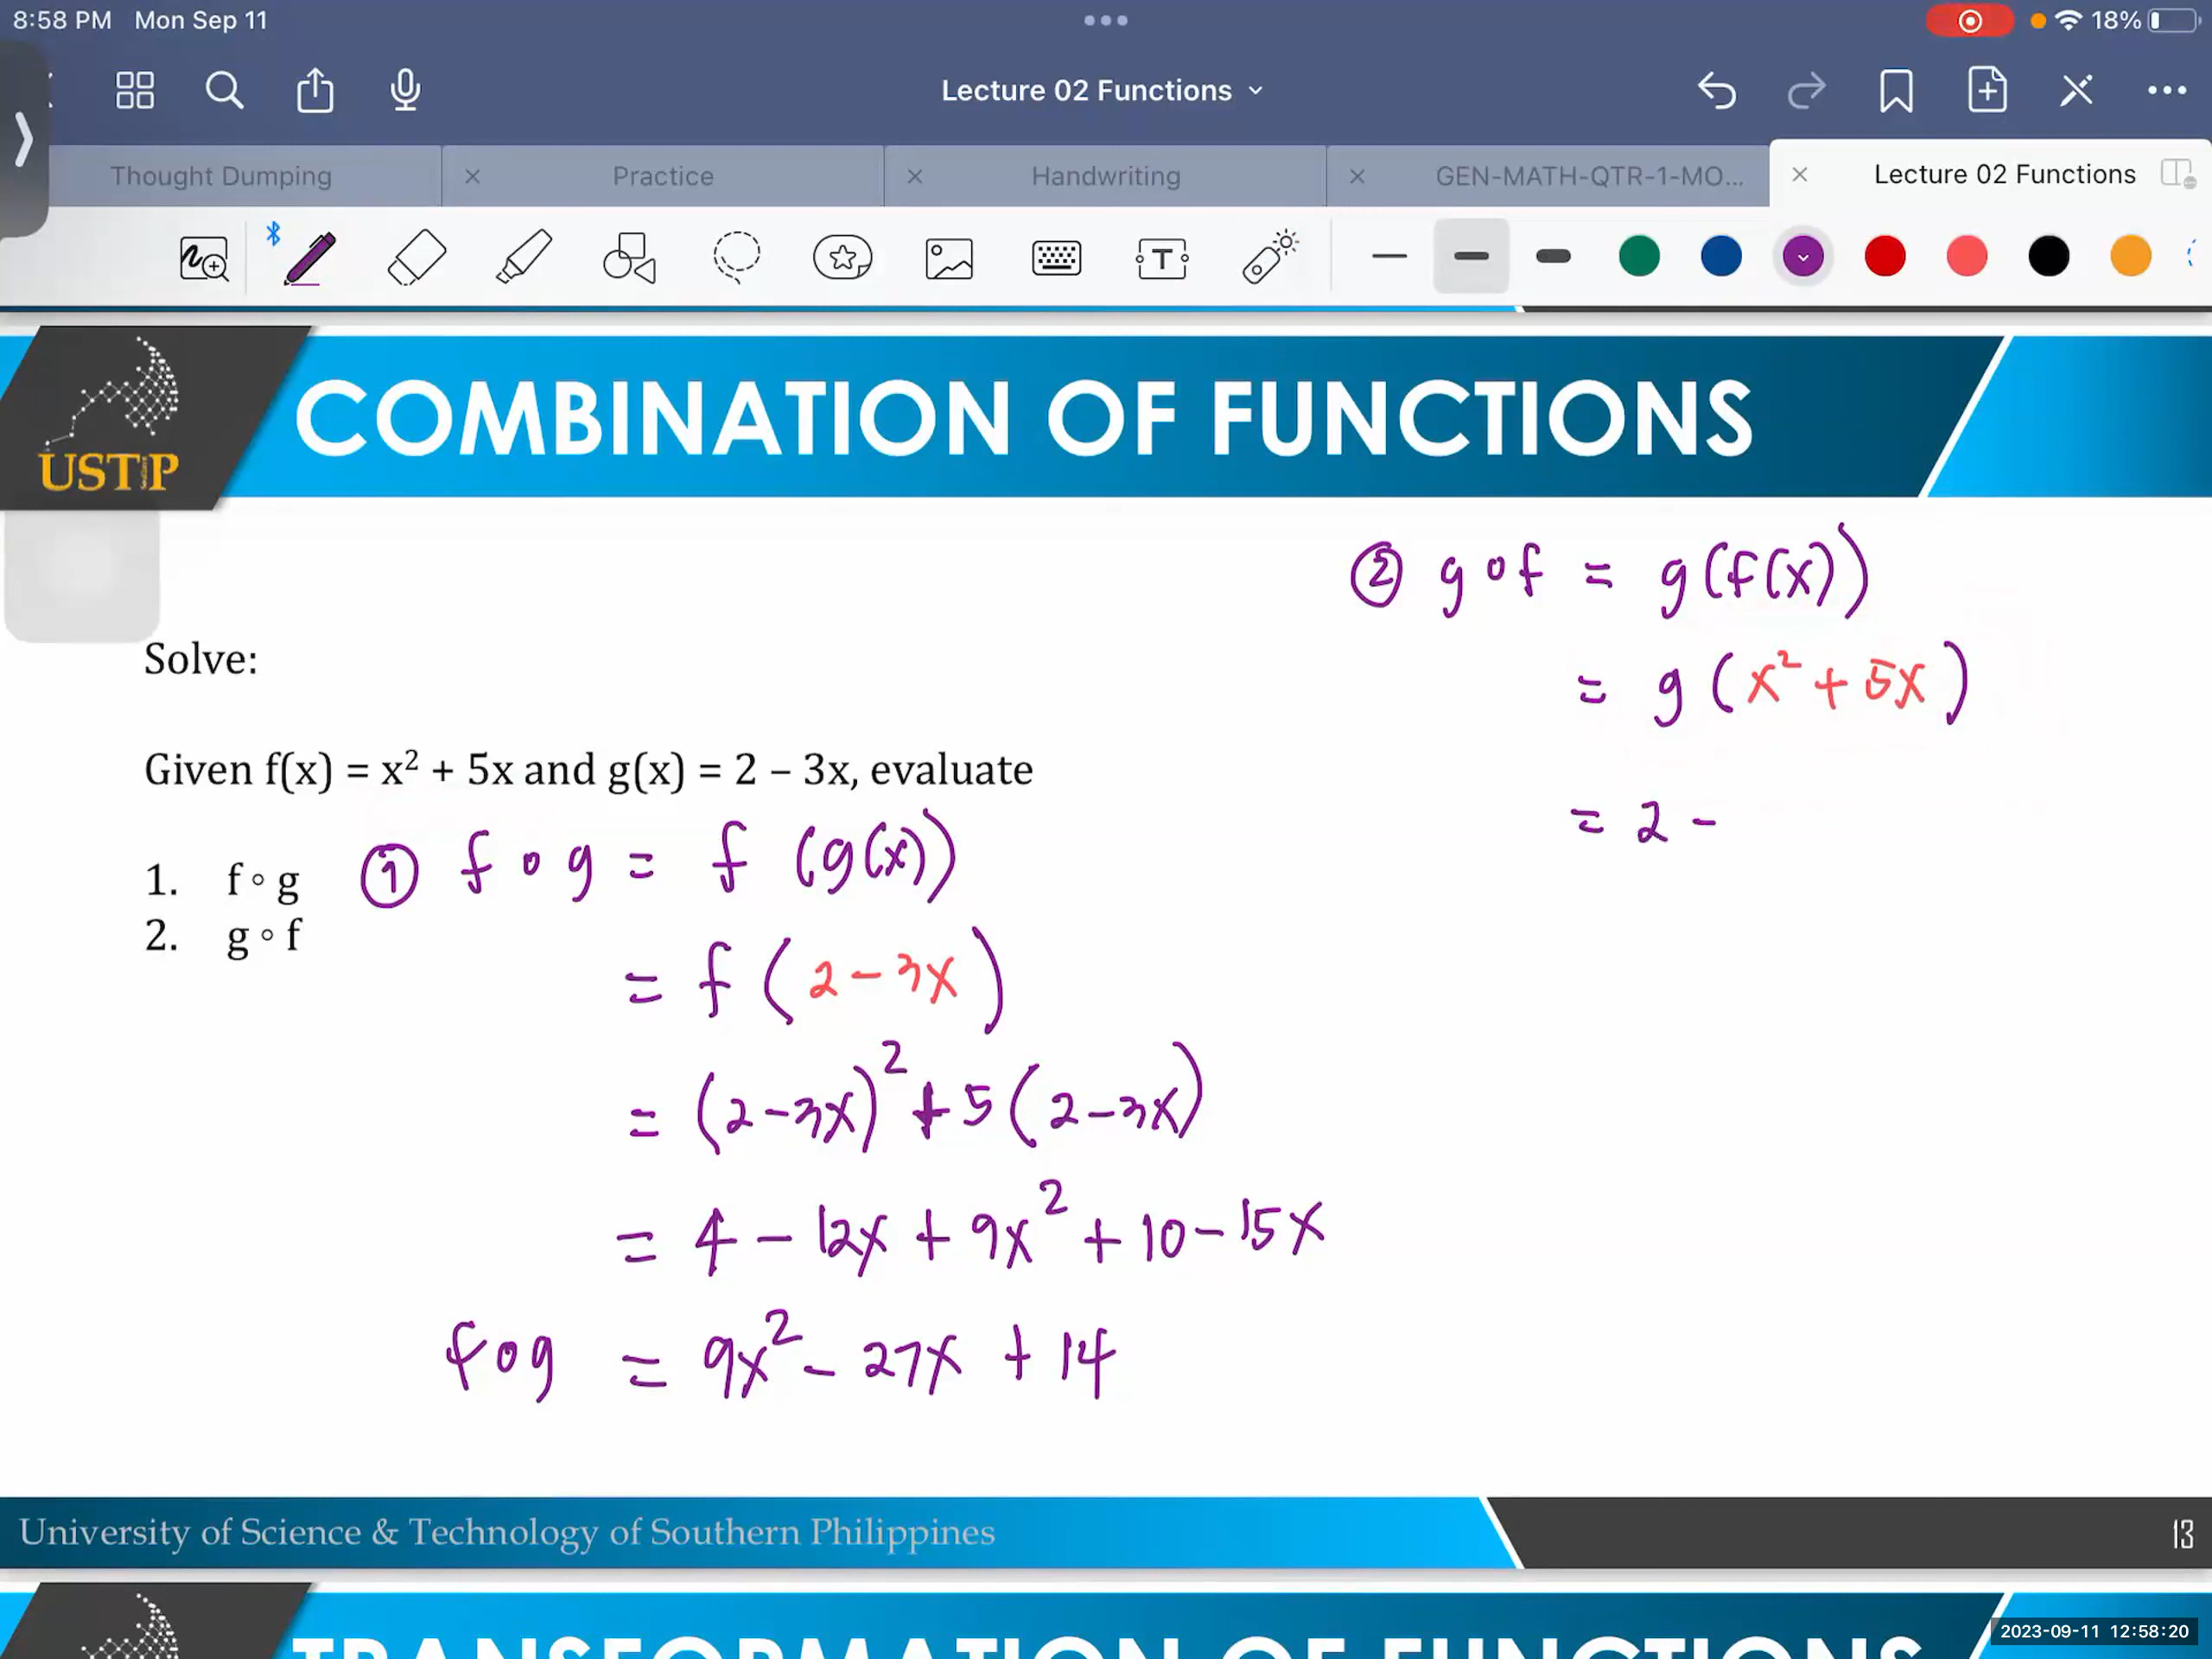 8:58 PM Mon Sep 11
18%
Lecture 02 Functions
Thought Dumping
Practice
Handwriting
GEN-MATH-QTR-1-MO...
Lecture 02 Functions
T
USTP
COMBINATION OF FUNCTIONS
② g ∘ f = g(f(x))
= g(x² + 5x)
= 2 -
Solve:
Given f(x) = x² + 5x and g(x) = 2 – 3x, evaluate
1. f ∘ g
2. g ∘ f
① f ∘ g = f (g(x))
= f (2 - 3x)
= (2 - 3x)² + 5(2 - 3x)
= 4 - 12x + 9x² + 10 - 15x
f ∘ g = 9x² - 27x + 14
University of Science & Technology of Southern Philippines
13
TRANSFORMATION OF FUNCTIONS
2023-09-11 12:58:20